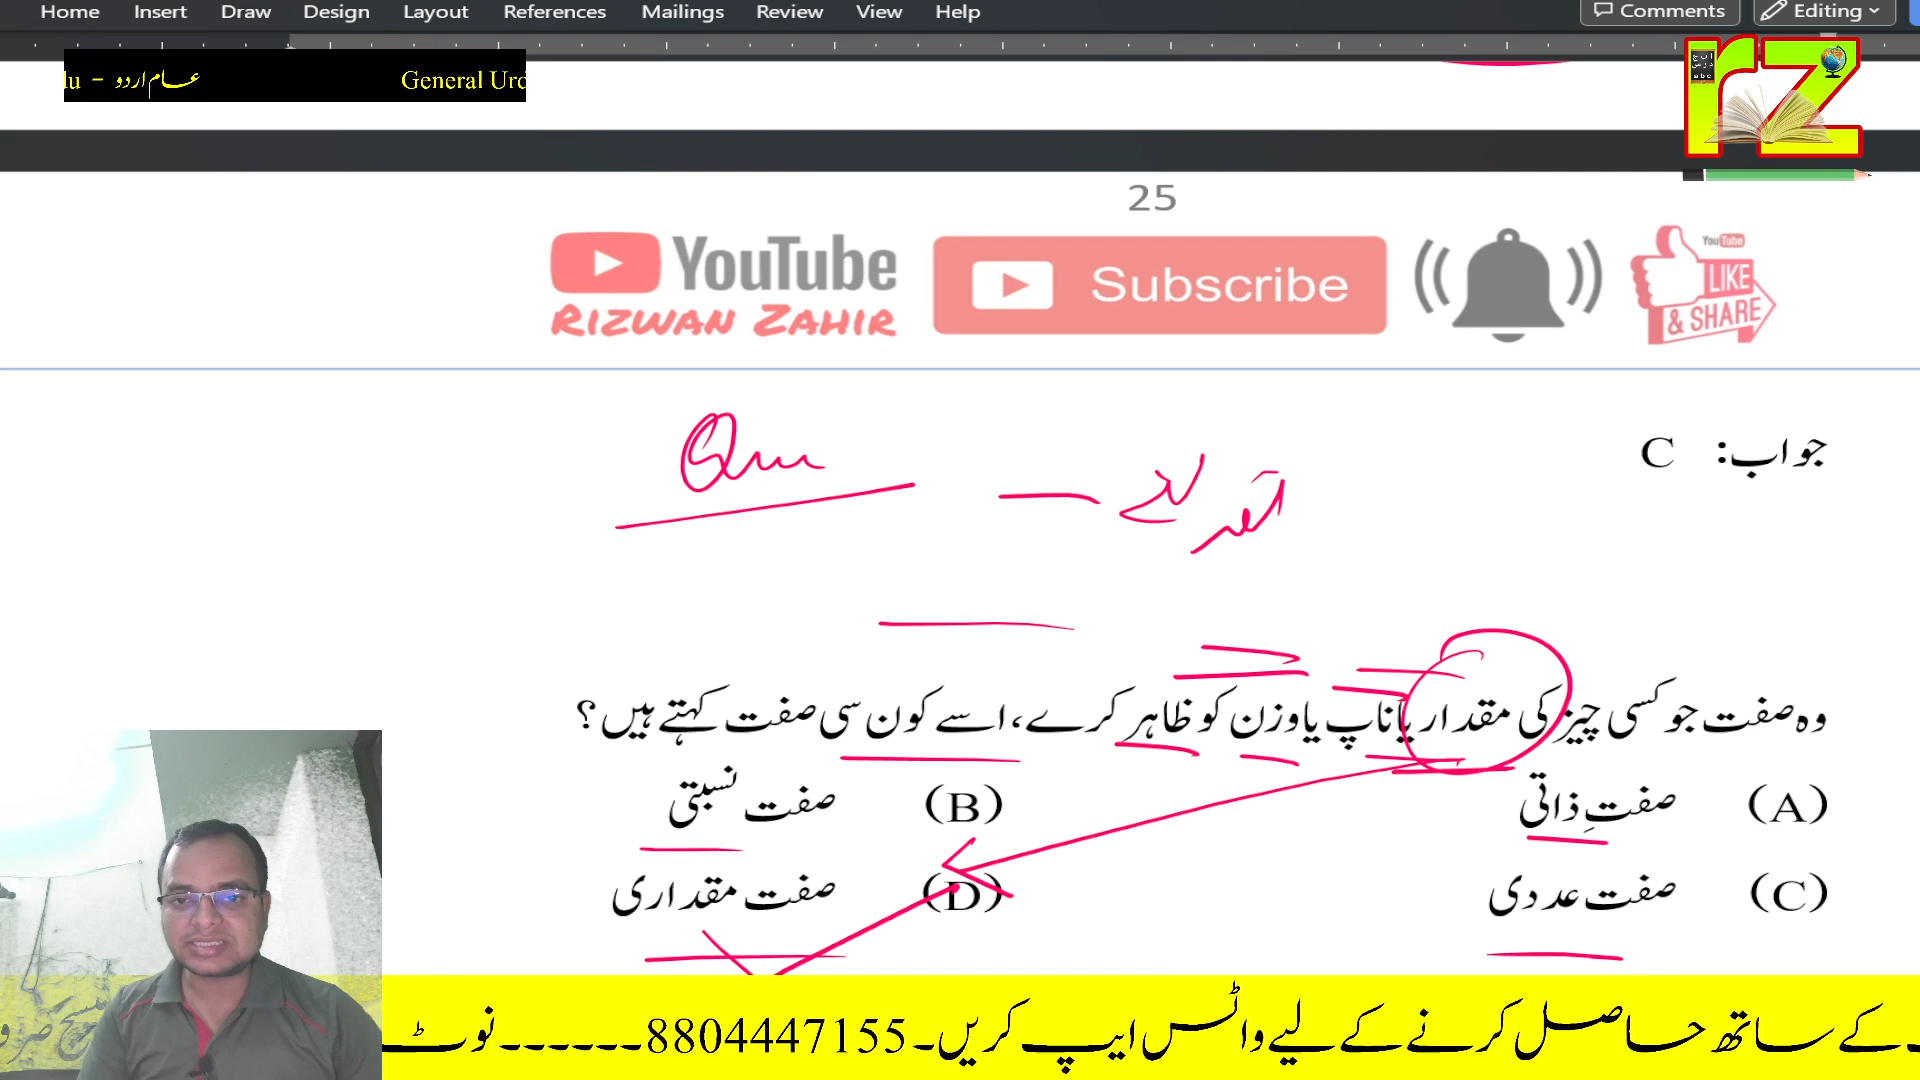 Home Insert Draw Design Layout References Mailings Review View Help Comments Editing
lu - عام اردو General Urd
25
YouTube Subscribe YouTube LIKE & SHARE
RIZWAN ZAHIR
جواب: C
وہ صفت جو کسی چیز کی مقدار یا ناپ یا وزن کو ظاہر کرے، اسے کون سی صفت کہتے ہیں؟
(A) صفتِ ذاتی (B) صفت نسبتی
(C) صفت عددی (D) صفت مقداری
کے ساتھ حاصل کرنے کے لیے واٹس ایپ کریں۔ 8804447155------نوٹ